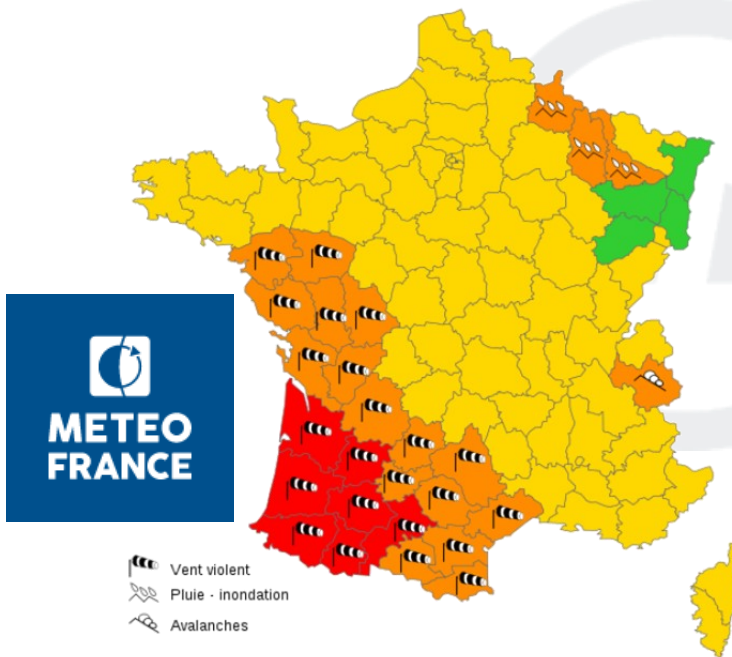 METEO
FRANCE
Vent violent
Pluie - inondation
Avalanches